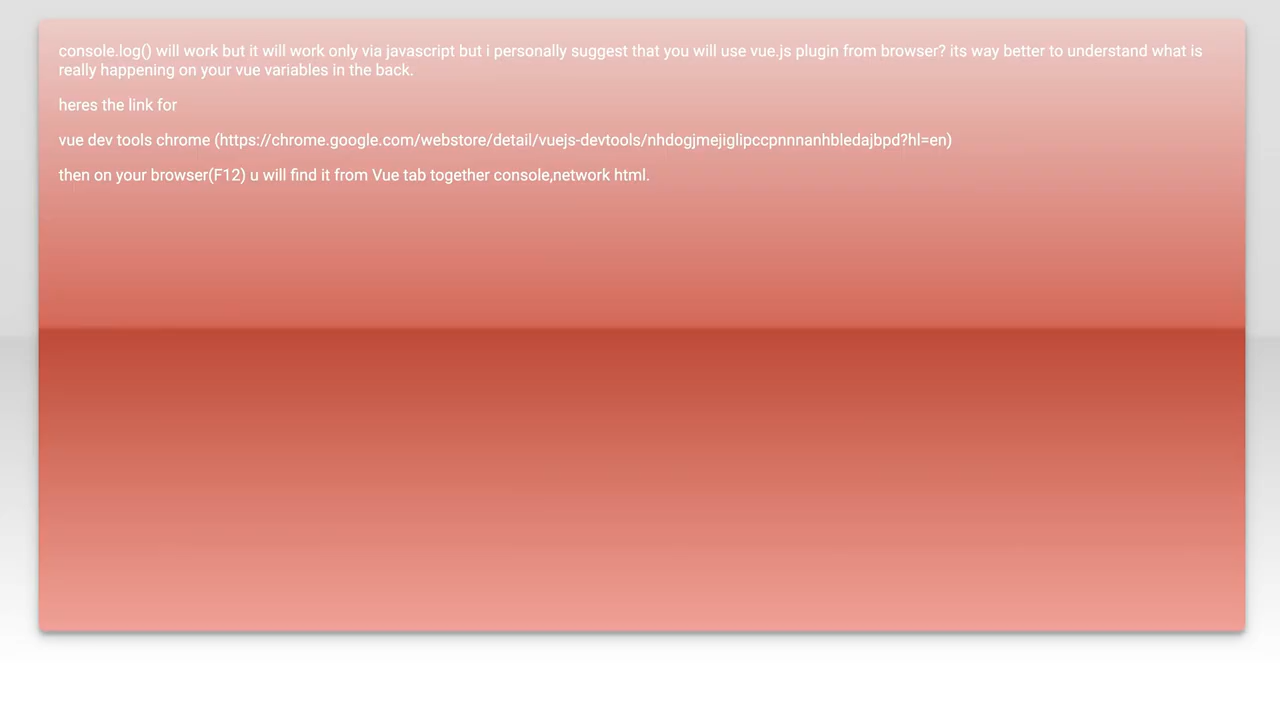 console.log() will work but it will work only via javascript but i personally suggest that you will use vue.js plugin from browser? its way better to understand what is
really happening on your vue variables in the back.
heres the link for
vue dev tools chrome (https://chrome.google.com/webstore/detail/vuejs-devtools/nhdogjmejiglipccpnnnanhbledajbpd?hl=en)
then on your browser(F12) u will find it from Vue tab together console,network html.